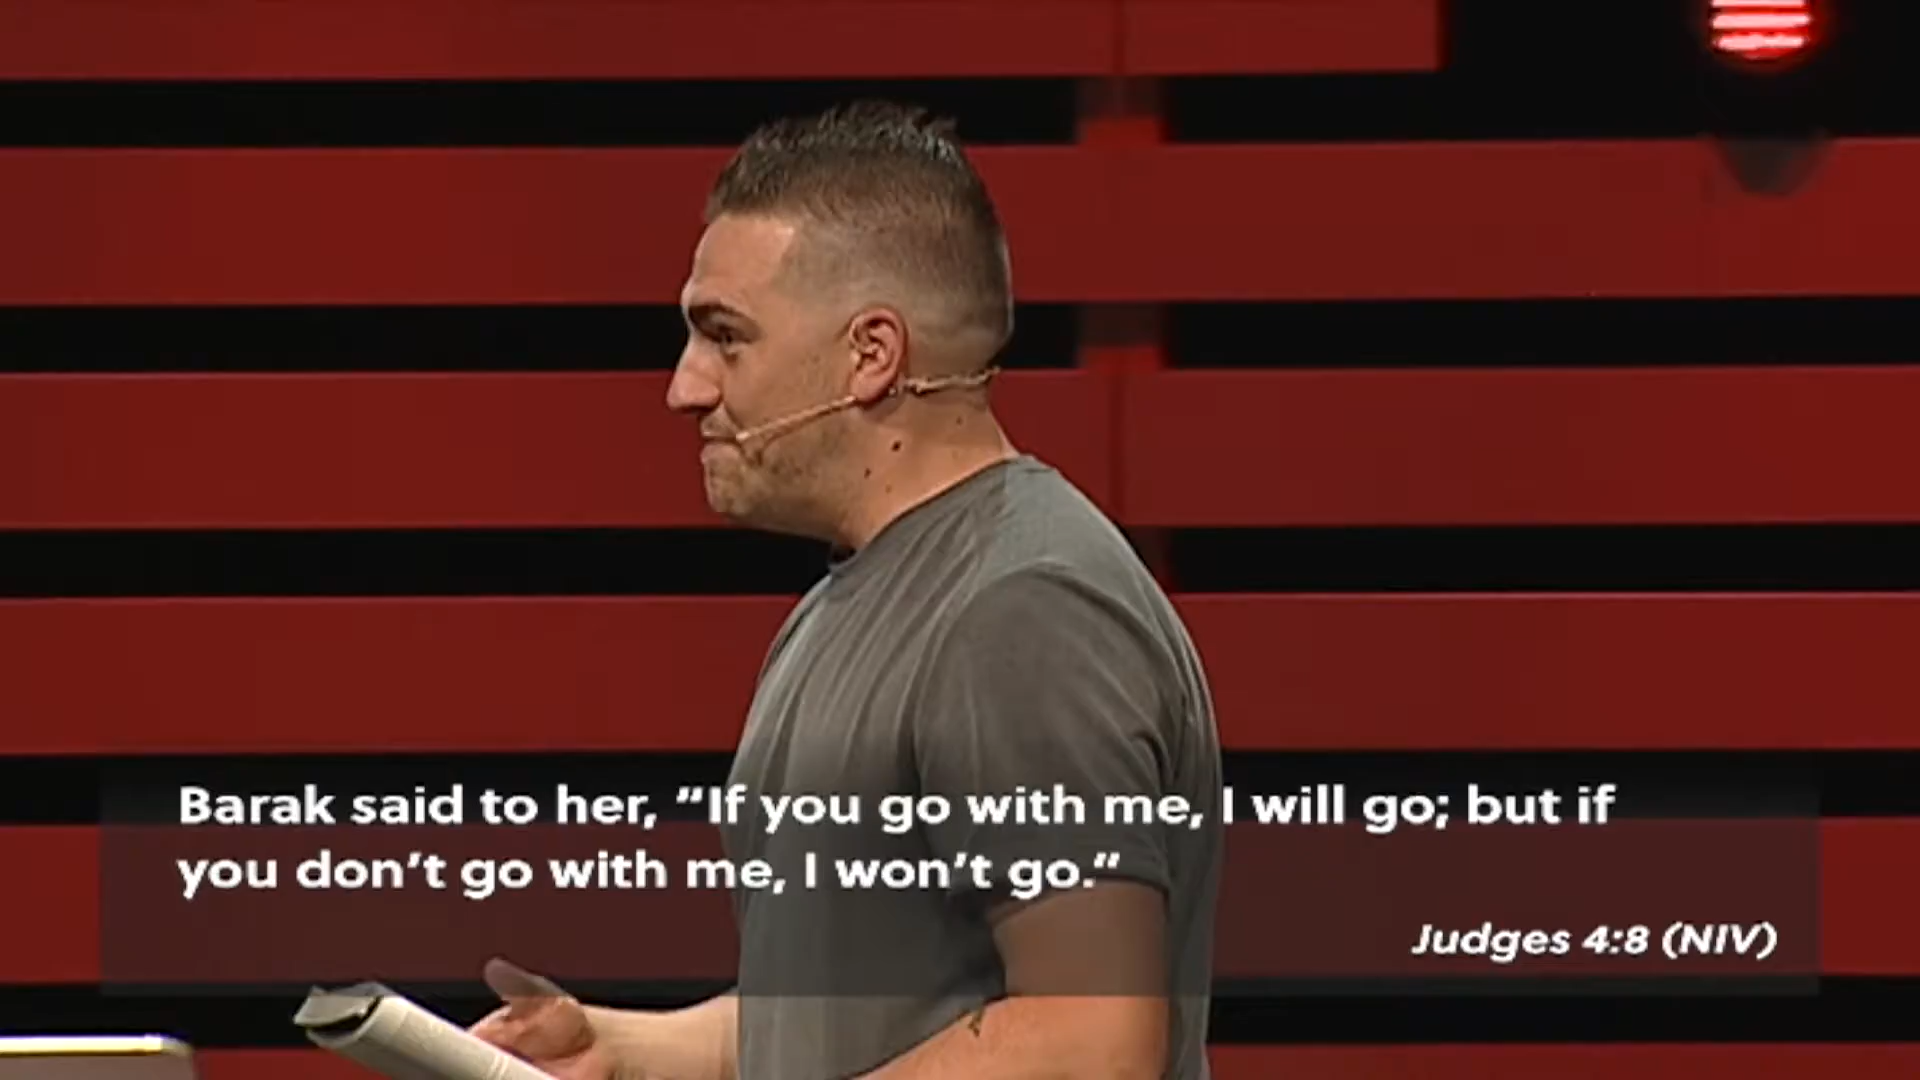 Barak said to her, “If you go with me, I will go; but if
you don’t go with me, I won’t go.“
Judges 4:8 (NIV)